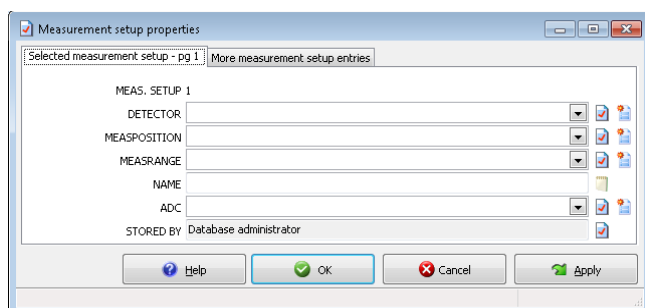 Measurement setup properties
Selected measurement setup - pg 1
More measurement setup entries
MEAS. SETUP 1
DETECTOR
MEASPOSITION
MEASRANGE
NAME
ADC
STORED BY Database administrator
Help
OK
Cancel
Apply